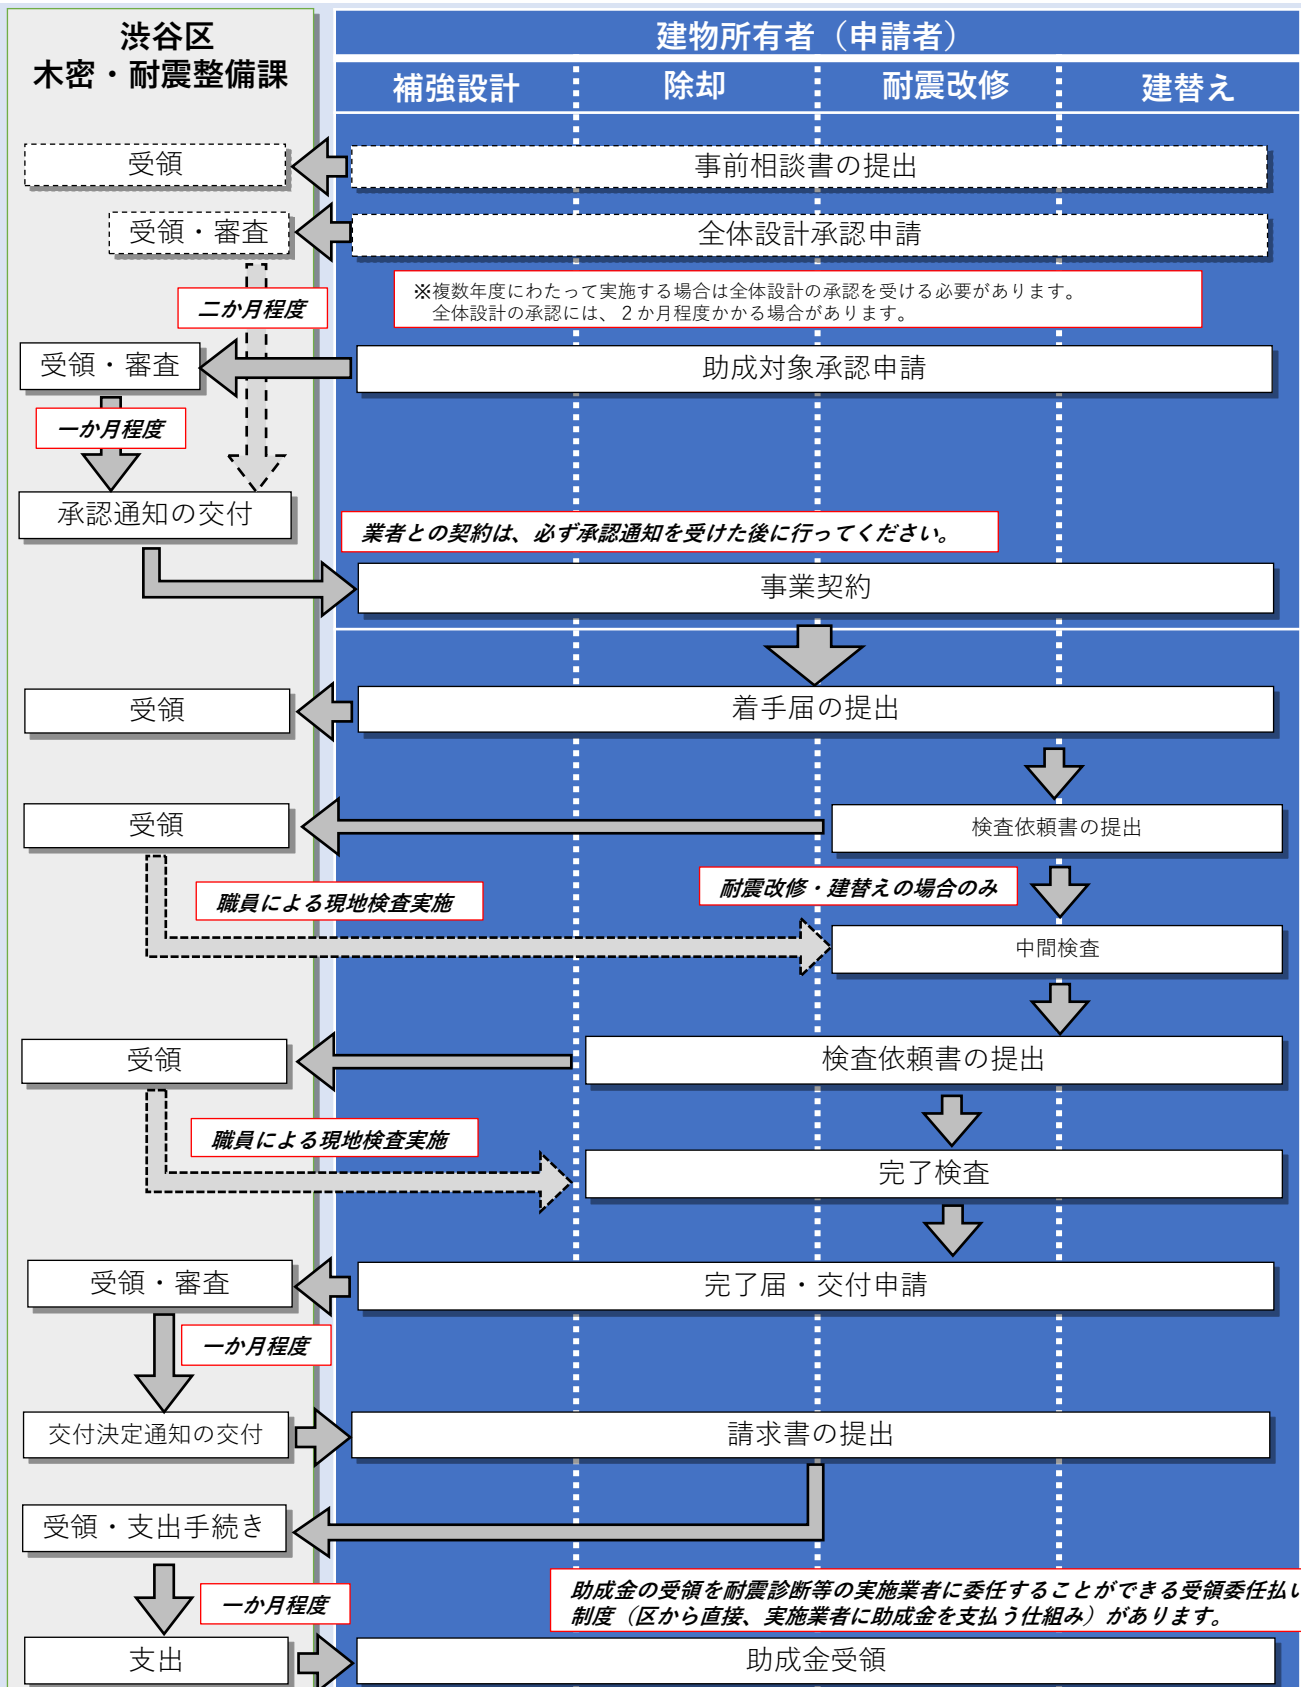 渋谷区
木密・耐震整備課
建物所有者（申請者）
補強設計
除却
耐震改修
建替え
受領
事前相談書の提出
受領・審査
全体設計承認申請
※複数年度にわたって実施する場合は全体設計の承認を受ける必要があります。
全体設計の承認には、２か月程度かかる場合があります。
二か月程度
受領・審査
助成対象承認申請
一か月程度
承認通知の交付
業者との契約は、必ず承認通知を受けた後に行ってください。
事業契約
受領
着手届の提出
受領
検査依頼書の提出
職員による現地検査実施
耐震改修・建替えの場合のみ
中間検査
受領
検査依頼書の提出
職員による現地検査実施
完了検査
受領・審査
完了届・交付申請
一か月程度
交付決定通知の交付
請求書の提出
受領・支出手続き
一か月程度
助成金の受領を耐震診断等の実施業者に委任することができる受領委任払い
制度（区から直接、実施業者に助成金を支払う仕組み）があります。
支出
助成金受領